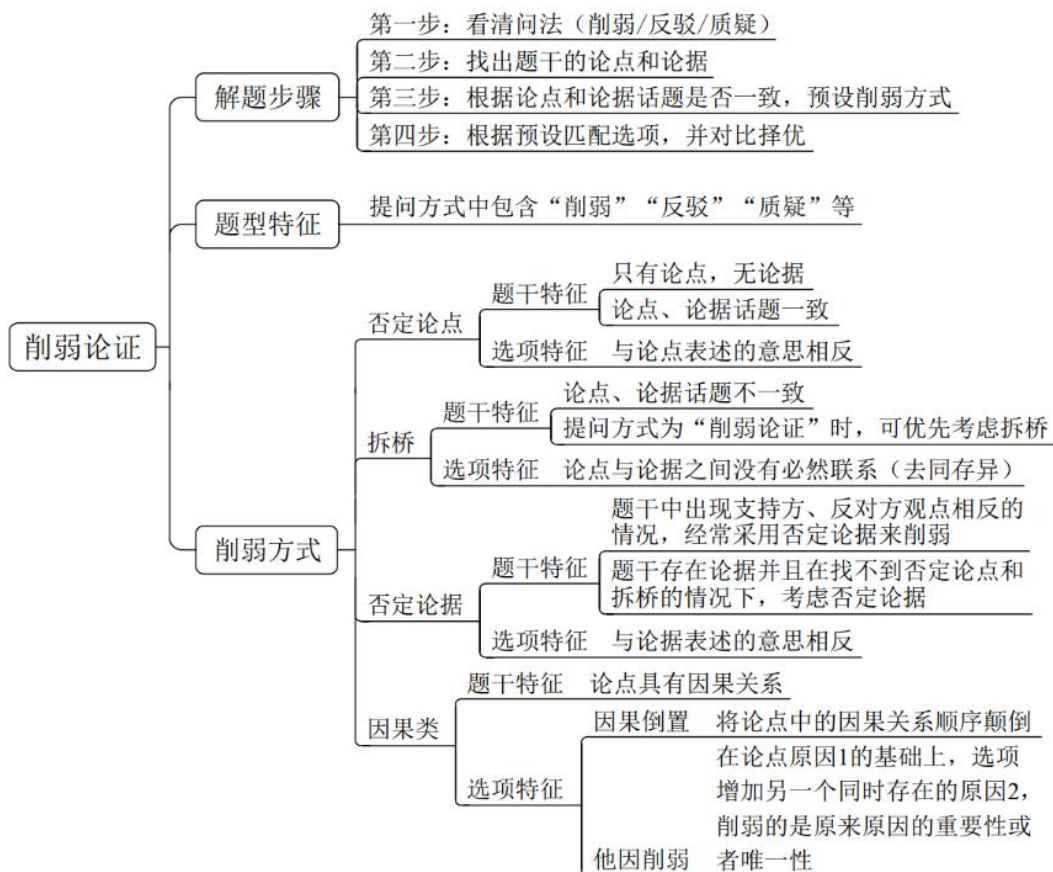 削弱论证
解题步骤
第一步：看清问法（削弱/反驳/质疑）
第二步：找出题干的论点和论据
第三步：根据论点和论据话题是否一致，预设削弱方式
第四步：根据预设匹配选项，并对比择优
题型特征
提问方式中包含“削弱”“反驳”“质疑”等
削弱方式
否定论点
题干特征
只有论点，无论据
论点、论据话题一致
选项特征 与论点表述的意思相反
拆桥
题干特征
论点、论据话题不一致
提问方式为“削弱论证”时，可优先考虑拆桥
选项特征 论点与论据之间没有必然联系（去同存异）
否定论据
题干特征
题干中出现支持方、反对方观点相反的
情况，经常采用否定论据来削弱
题干存在论据并且在找不到否定论点和
拆桥的情况下，考虑否定论据
选项特征 与论据表述的意思相反
因果类
题干特征 论点具有因果关系
选项特征
因果倒置 将论点中的因果关系顺序颠倒
他因削弱
在论点原因1的基础上，选项
增加另一个同时存在的原因2，
削弱的是原来原因的重要性或
者唯一性